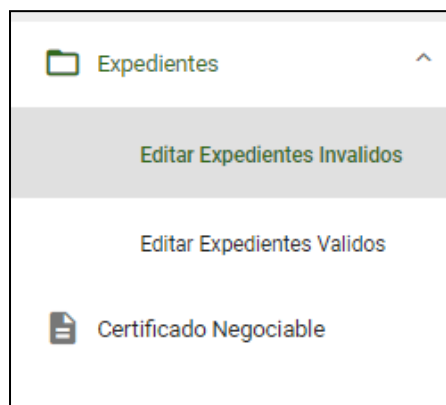 Expedientes
Editar Expedientes Invalidos
Editar Expedientes Validos
Certificado Negociable